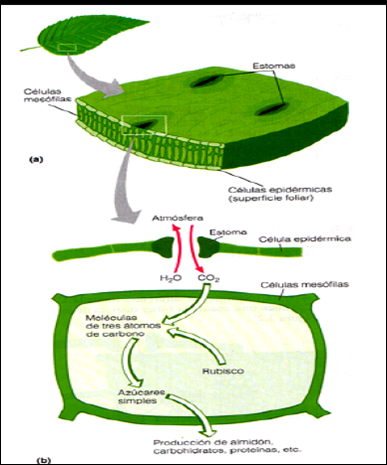 Estomas
Células
mesófilas
(a)
Células epidérmicas
(superficie foliar)
Atmósfera
Estoma
Célula epidérmica
H₂O
CO₂
Células mesófilas
Moléculas
de tres átomos
de carbono
Rubisco
Azúcares
simples
Producción de almidón,
carbohidratos, proteínas, etc.
(b)